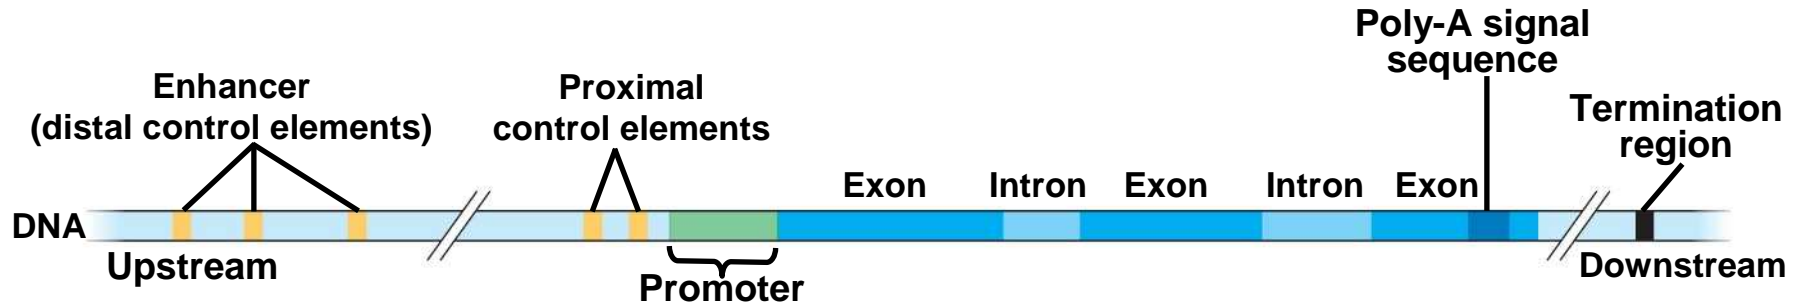 Poly-A signal
sequence
Enhancer
(distal control elements)
Proximal
control elements
Termination
region
Exon Intron Exon Intron Exon
DNA
Upstream
Downstream
Promoter